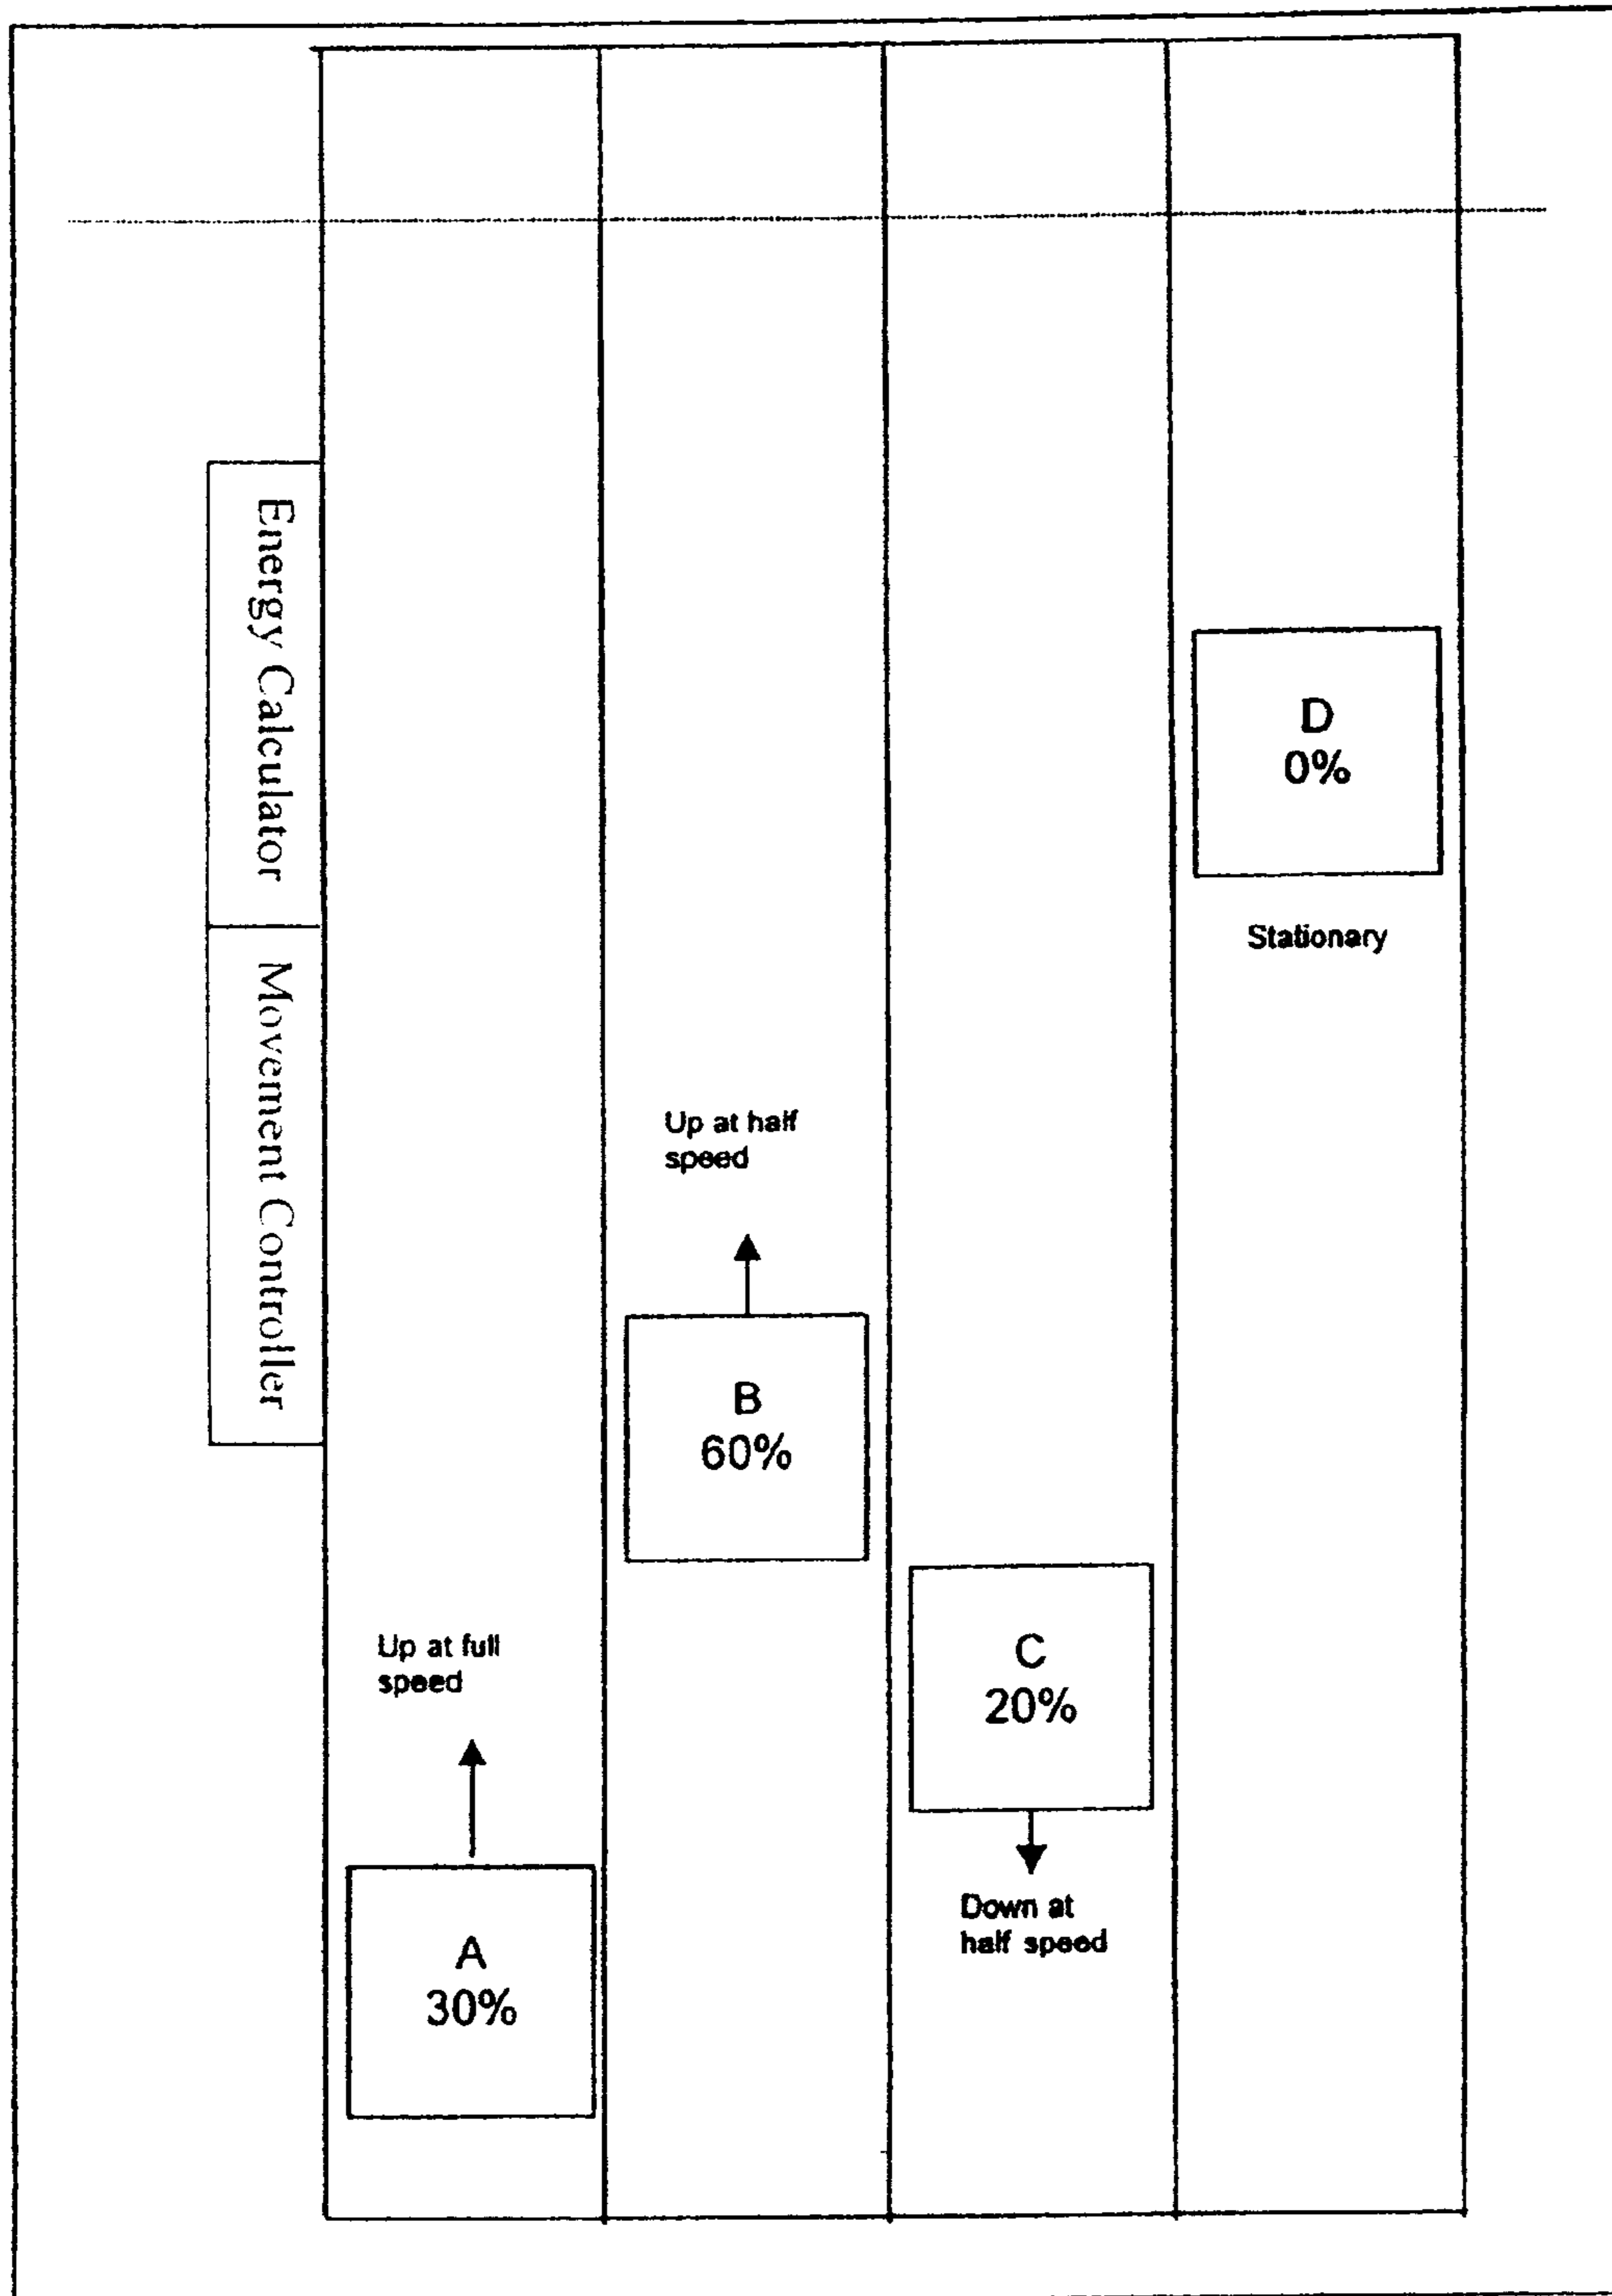 Energy Calculator
Movement Controller
D
0%
Stationary
Up at half
speed
B
60%
Up at full
speed
C
20%
Down at
half speed
A
30%